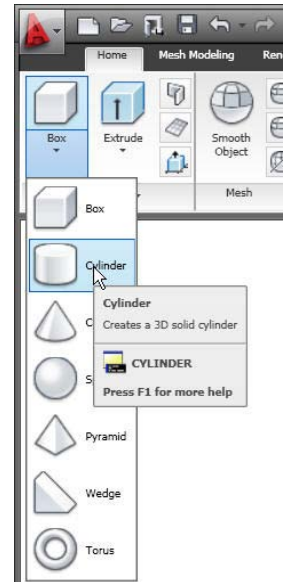 Home
Mesh Modeling
Ren
Box
Extrude
Smooth
Object
Mesh
Box
Cylinder
C
Cylinder
Creates a 3D solid cylinder
CYLINDER
Press F1 for more help
S
Pyramid
Wedge
Torus